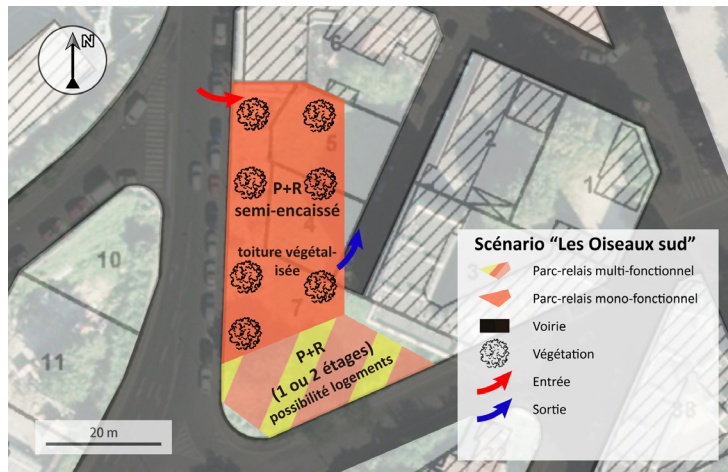 N
6
5
2
1
P+R
semi-encaissé
4
toiture végétal-
isée
3
7
10
11
P+R
(1 ou 2 étages)
possibilité logements
20 m
Scénario "Les Oiseaux sud"
Parc-relais multi-fonctionnel
Parc-relais mono-fonctionnel
Voirie
Végétation
Entrée
Sortie
38